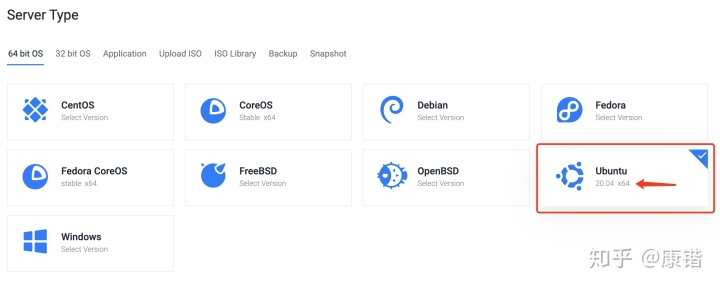 Server Type
64 bit OS 32 bit OS Application Upload ISO ISO Library Backup Snapshot
CentOS
Select Version
CoreOS
Stable x64
Debian
Select Version
Fedora
Select Version
Fedora CoreOS
stable x64
FreeBSD
Select Version
OpenBSD
Select Version
Ubuntu
20.04 x64
Windows
Select Version
知乎 @康锴